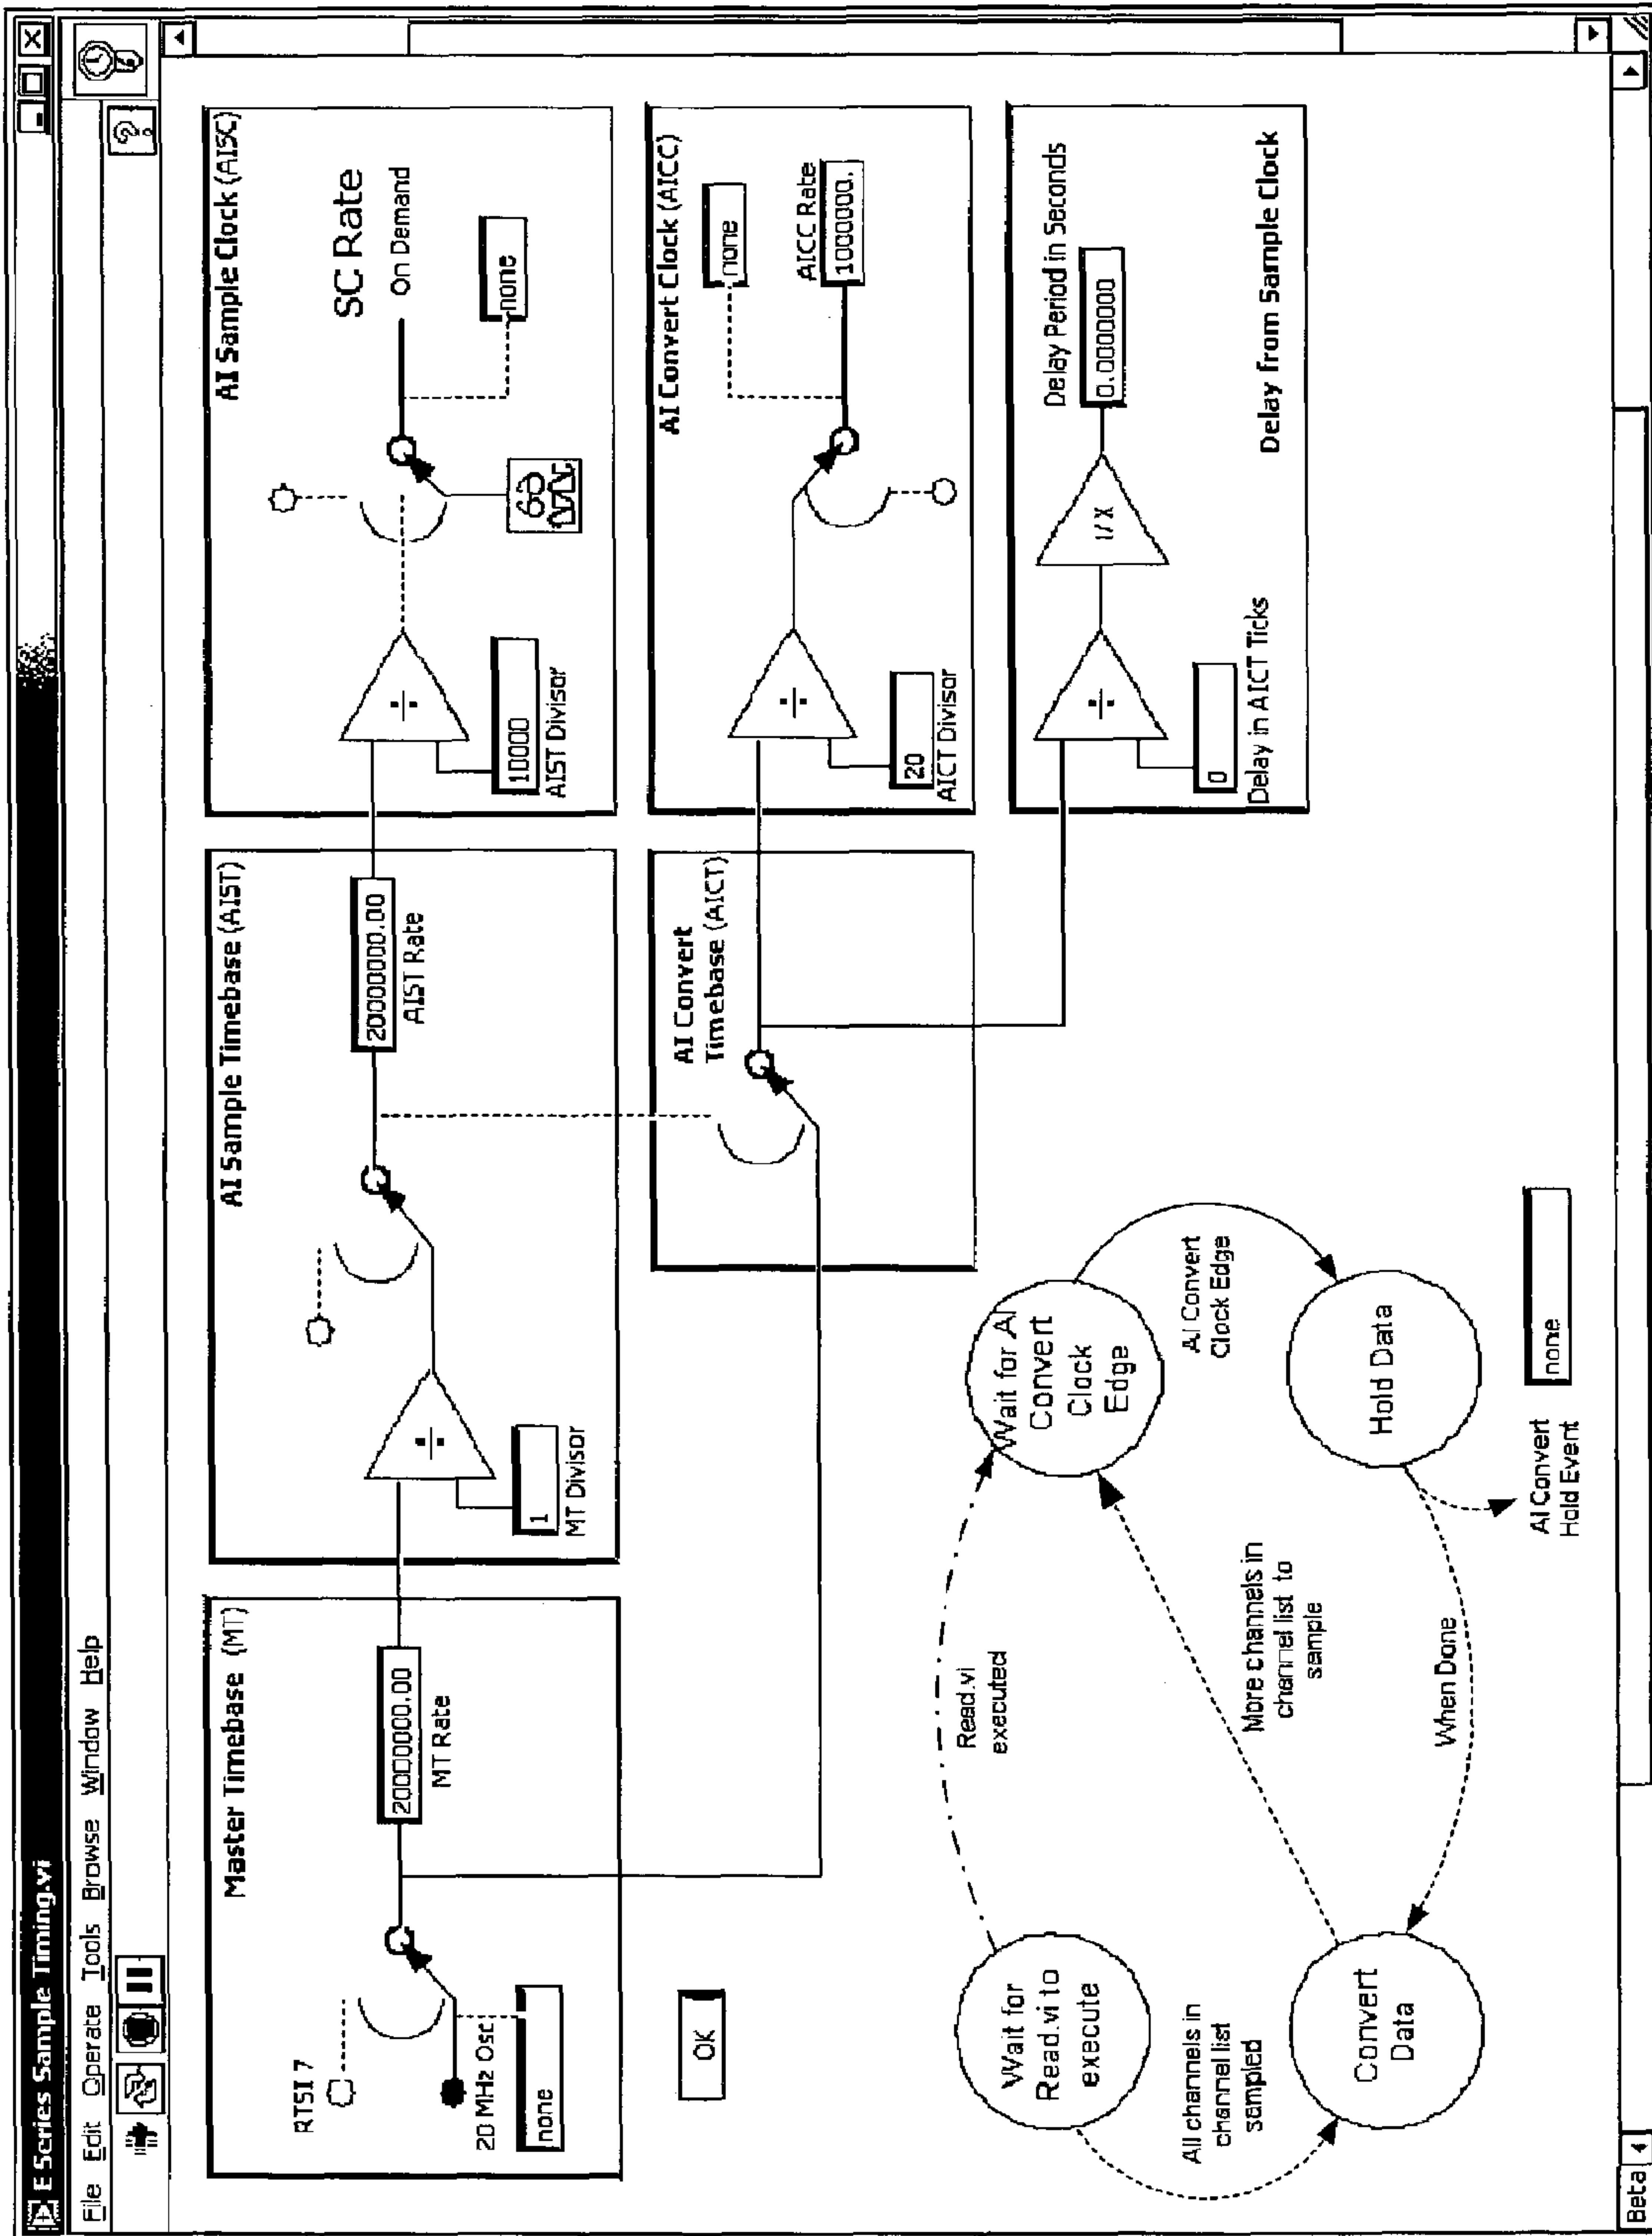 E Series Sample Timing.vi
File Edit Operate Tools Browse Window Help
?
Master Timebase (MT)
RTSI 7
20 MHz Osc
none
20000000.00
MT Rate
AI Sample Timebase (AIST)
1
MT Divisor
20000000.00
AIST Rate
AI Sample Clock (AISC)
10000
AIST Divisor
SC Rate
On Demand
none
AI Convert
Timebase (AICT)
AI Convert Clock (AICC)
20
AICT Divisor
none
AICC Rate
1000000.
0
Delay in AICT Ticks
1/X
Delay Period in Seconds
0.0000000
Delay from Sample Clock
OK
Wait for
Read.vi to
execute
Read.vi
executed
Wait for AI
Convert
Clock
Edge
AI Convert
Clock Edge
Hold Data
AI Convert
Hold Event
none
When Done
More channels in
channel list to
sample
Convert
Data
All channels in
channel list
sampled
Beta